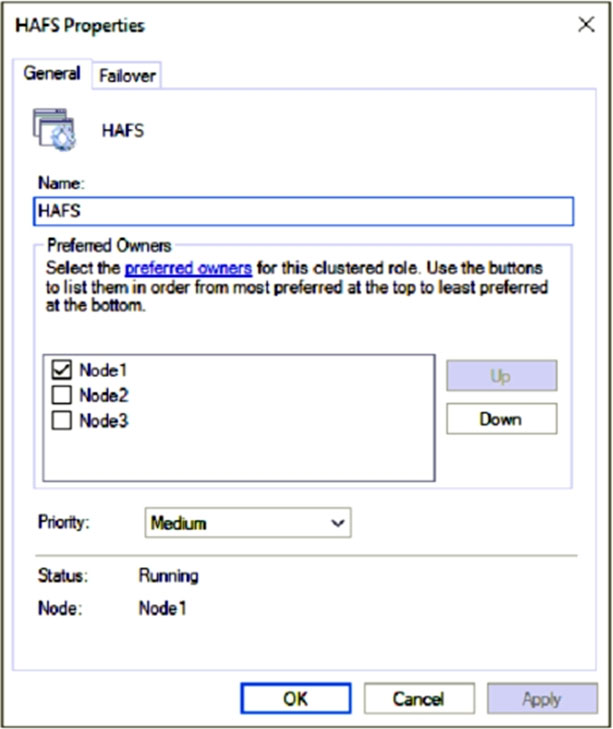 HAFS Properties
General Failover
HAFS
Name:
HAFS
Preferred Owners
Select the preferred owners for this clustered role. Use the buttons
to list them in order from most preferred at the top to least preferred
at the bottom.
Node1
Node2
Node3
Up
Down
Priority: Medium
Status: Running
Node: Node1
OK Cancel Apply